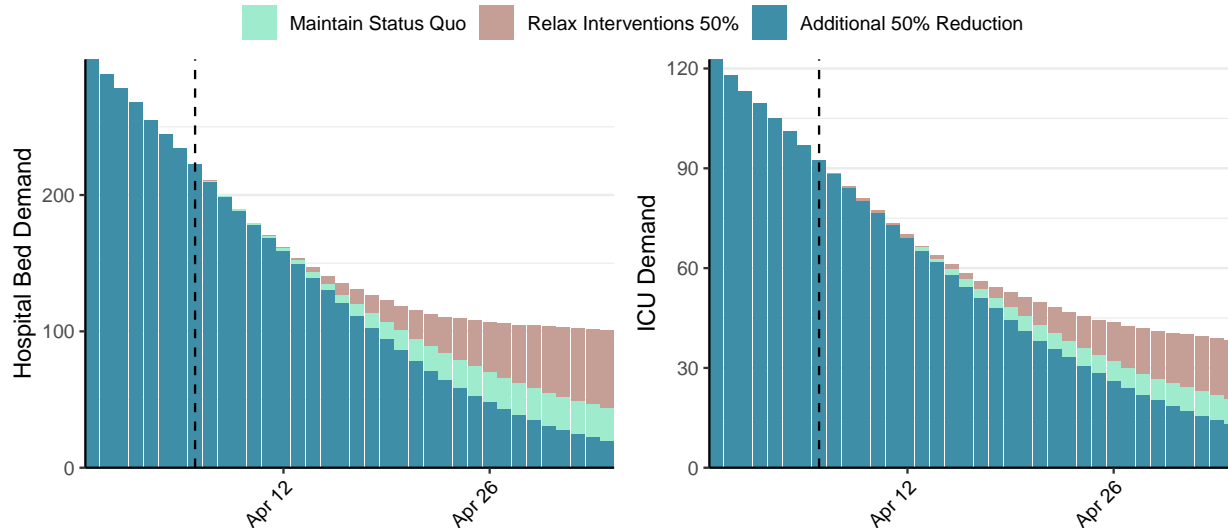 Maintain Status Quo Relax Interventions 50% Additional 50% Reduction
Hospital Bed Demand
200
100
0
Apr 12
Apr 26
ICU Demand
120
90
60
30
0
Apr 12
Apr 26